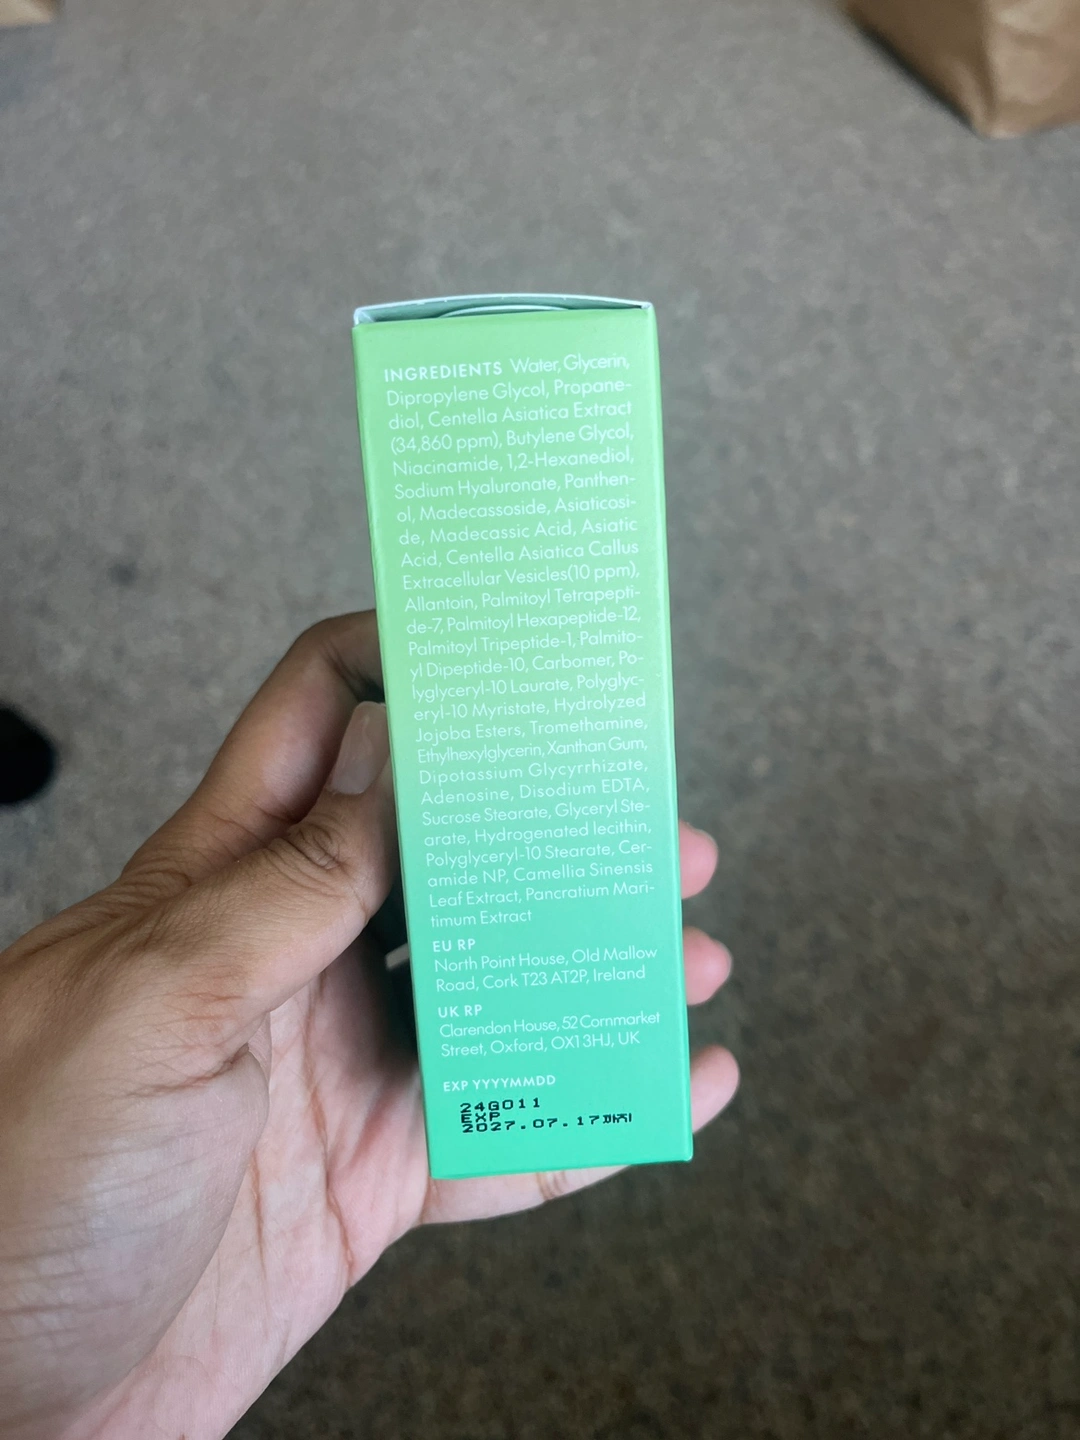 INGREDIENTS Water, Glycerin,
Dipropylene Glycol, Propane-
diol, Centella Asiatica Extract
(34,860 ppm), Butylene Glycol,
Niacinamide, 1,2-Hexanediol,
Sodium Hyaluronate, Panthen-
ol, Madecassoside, Asiaticosi-
de, Madecassic Acid, Asiatic
Acid, Centella Asiatica Callus
Extracellular Vesicles(10 ppm),
Allantoin, Palmitoyl Tetrapepti-
de-7, Palmitoyl Hexapeptide-12,
Palmitoyl Tripeptide-1, Palmito-
yl Dipeptide-10, Carbomer, Po-
lyglyceryl-10 Laurate, Polyglyc-
eryl-10 Myristate, Hydrolyzed
Jojoba Esters, Tromethamine,
Ethylhexylglycerin, Xanthan Gum,
Dipotassium Glycyrrhizate,
Adenosine, Disodium EDTA,
Sucrose Stearate, Glyceryl Ste-
arate, Hydrogenated lecithin,
Polyglyceryl-10 Stearate, Cer-
amide NP, Camellia Sinensis
Leaf Extract, Pancratium Mari-
timum Extract
EU RP
North Point House, Old Mallow
Road, Cork T23 AT2P, Ireland
UK RP
Clarendon House, 52 Cornmarket
Street, Oxford, OX1 3HJ, UK
EXP YYYYMMDD
24G011
EXP
2027.07.17까지